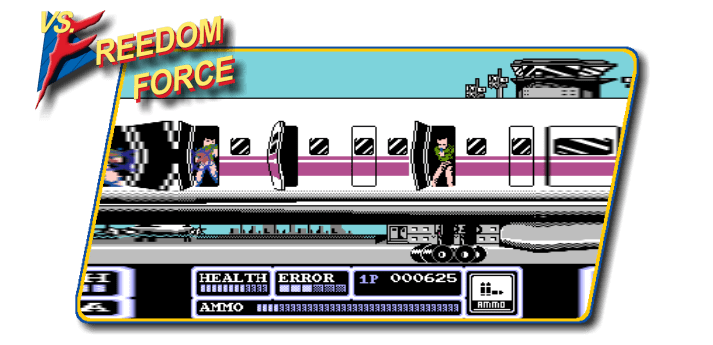 VS.
FREEDOM
FORCE
H
HEALTH ERROR 1P 000625
A
AMMO
AMMO